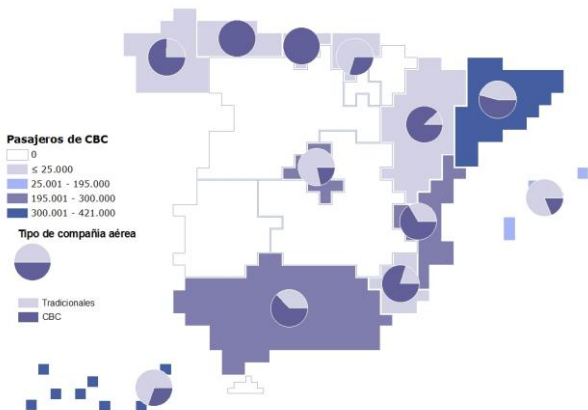 Pasajeros de CBC
0
≤ 25.000
25.001 - 195.000
195.001 - 300.000
300.001 - 421.000
Tipo de compañia aérea
Tradicionales
CBC